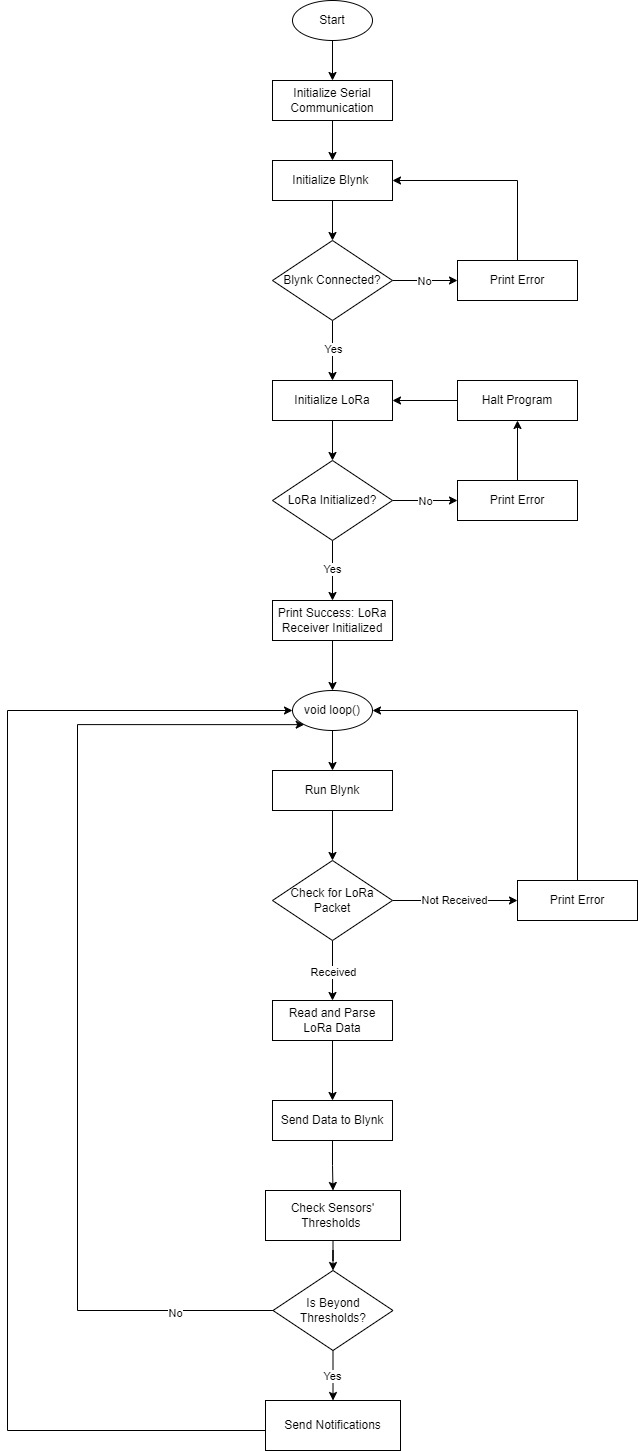 Start
Initialize Serial
Communication
Initialize Blynk
Blynk Connected?
No
Print Error
Yes
Initialize LoRa
Halt Program
LoRa Initialized?
No
Print Error
Yes
Print Success: LoRa
Receiver Initialized
void loop()
Run Blynk
Check for LoRa
Packet
Not Received
Print Error
Received
Read and Parse
LoRa Data
Send Data to Blynk
Check Sensors'
Thresholds
Is Beyond
Thresholds?
No
Yes
Send Notifications